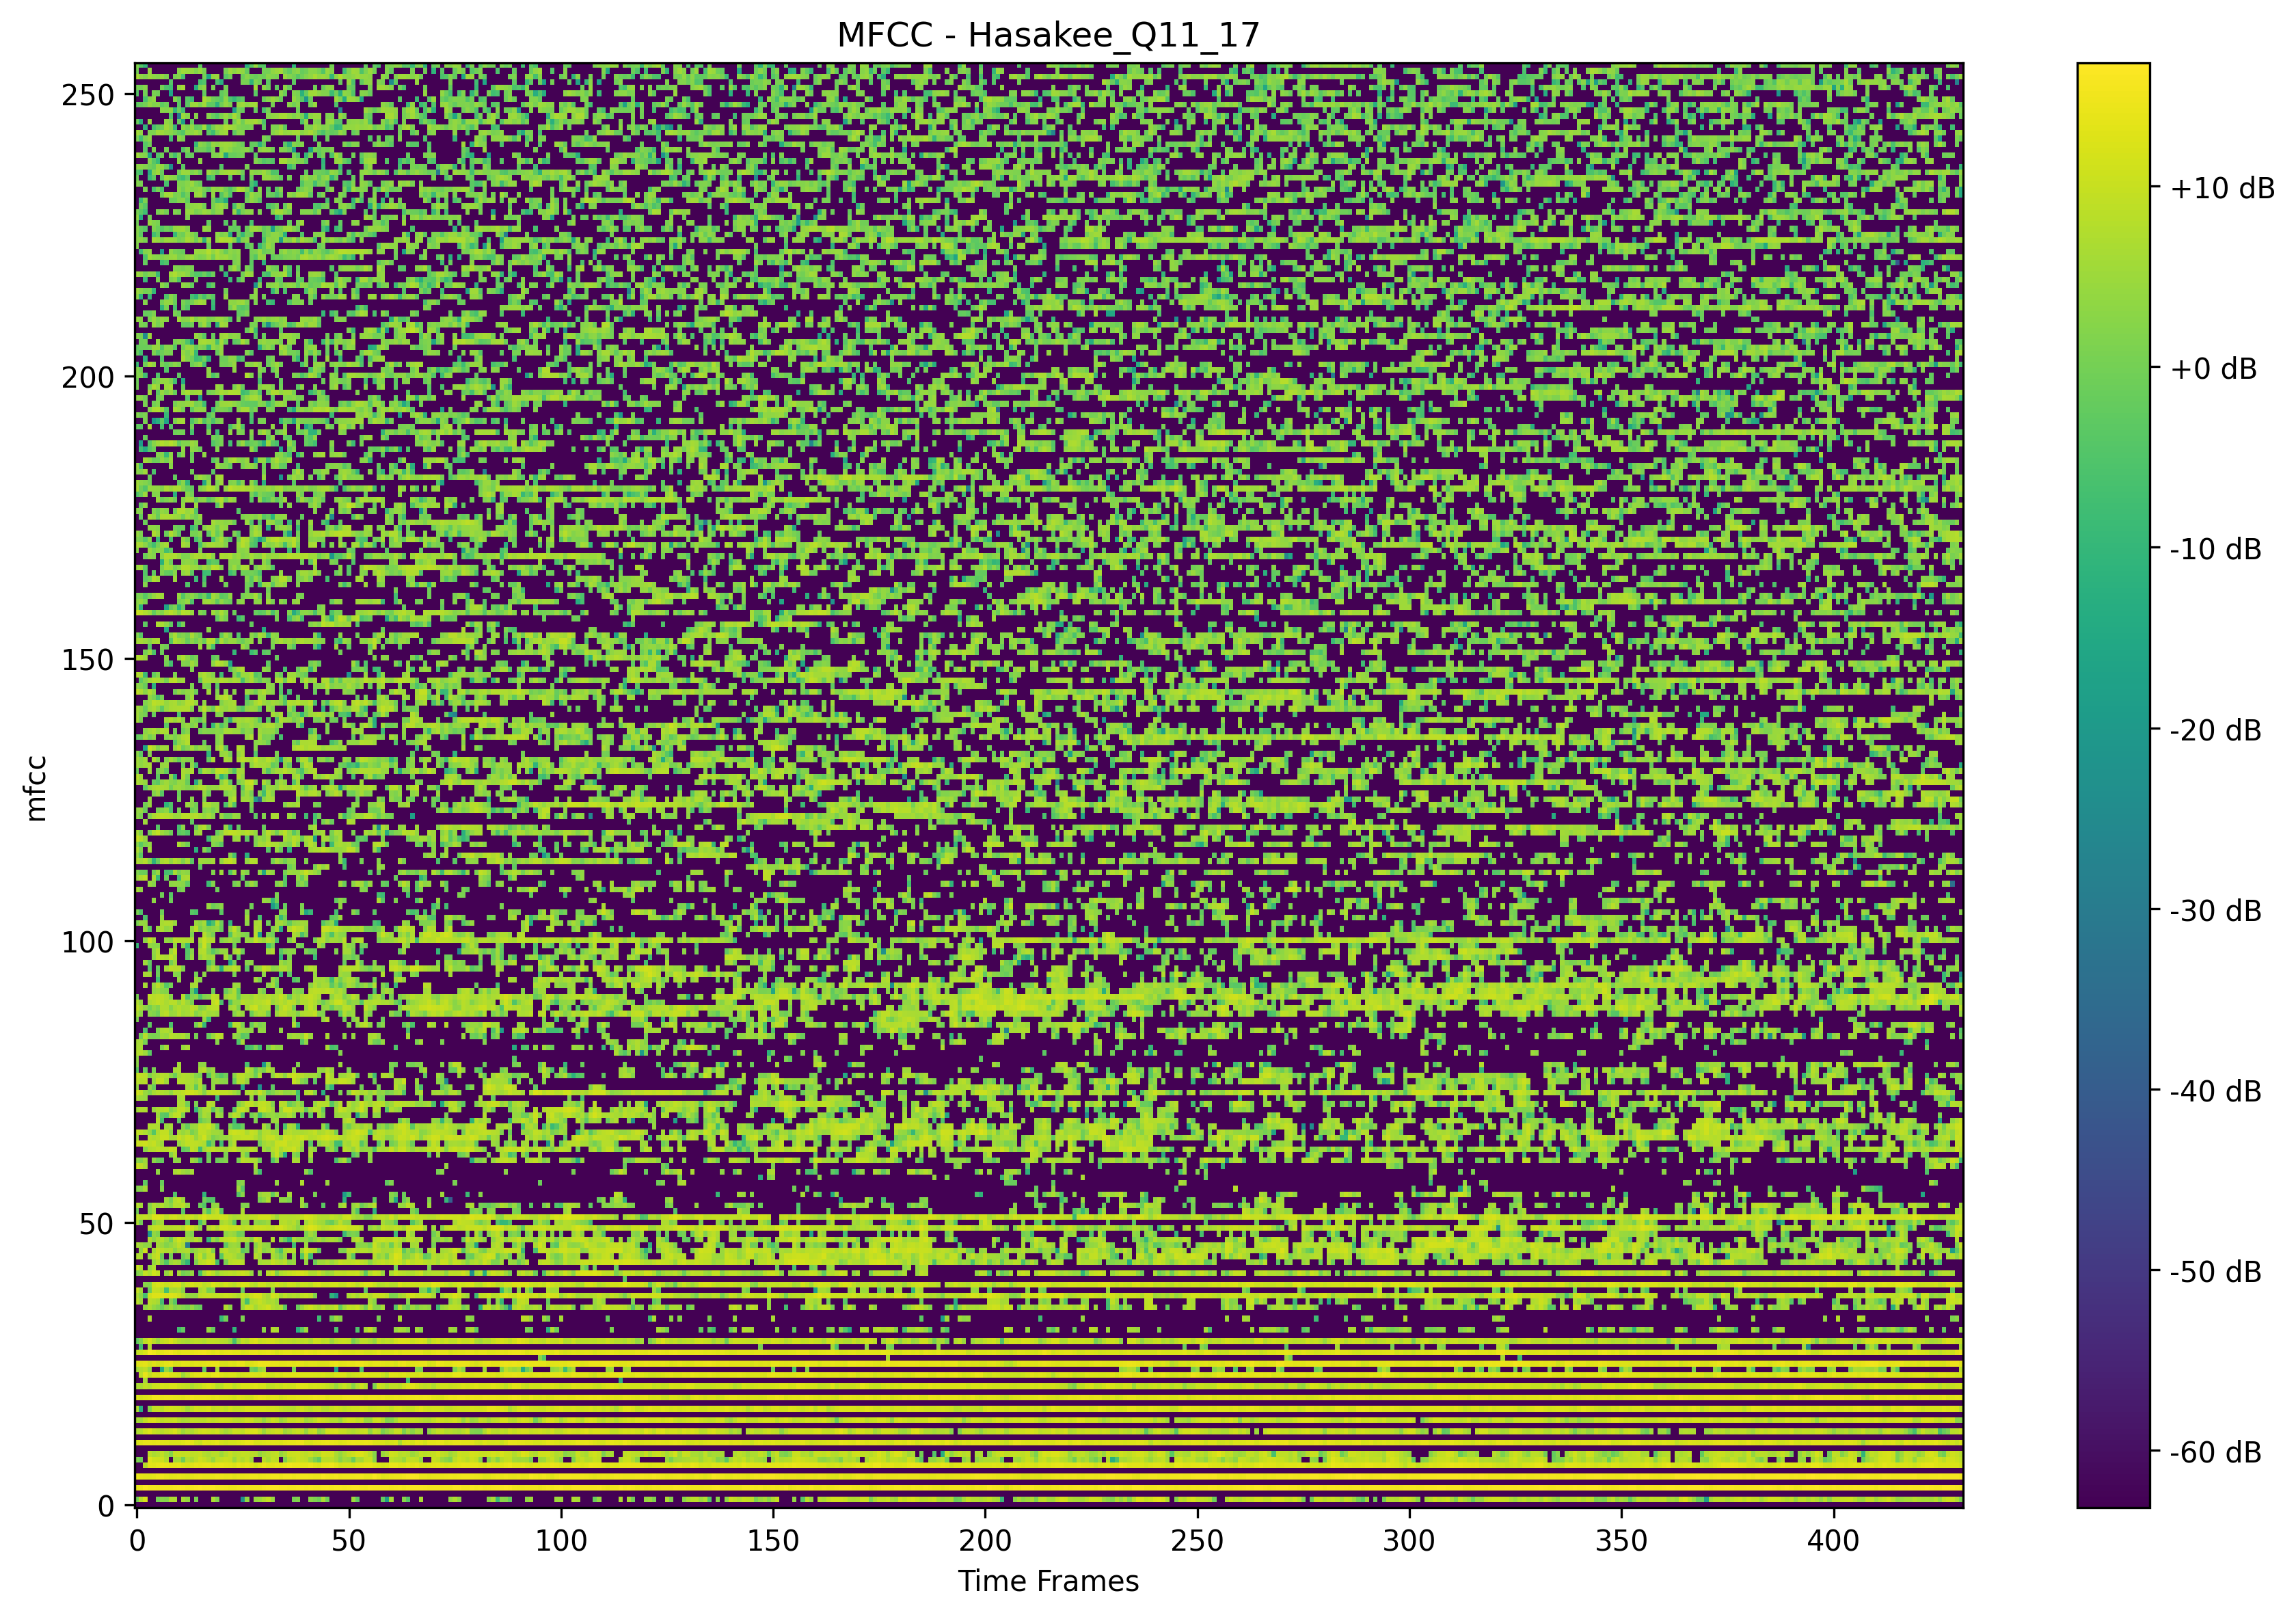 MFCC - Hasakee_Q11_17
250
200
150
100
50
0
mfcc
0 50 100 150 200 250 300 350 400
Time Frames
+10 dB
+0 dB
-10 dB
-20 dB
-30 dB
-40 dB
-50 dB
-60 dB